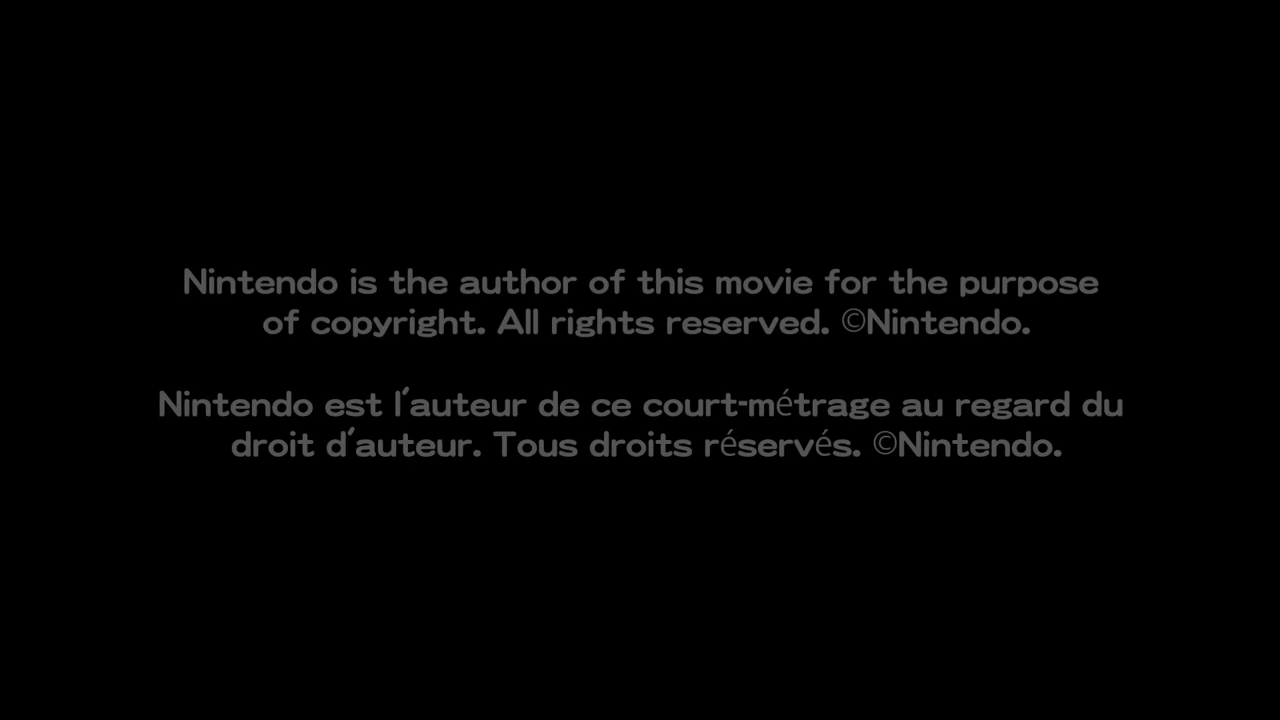 Nintendo is the author of this movie for the purpose
of copyright. All rights reserved. ©Nintendo.
Nintendo est l'auteur de ce court-métrage au regard du
droit d'auteur. Tous droits réservés. ©Nintendo.